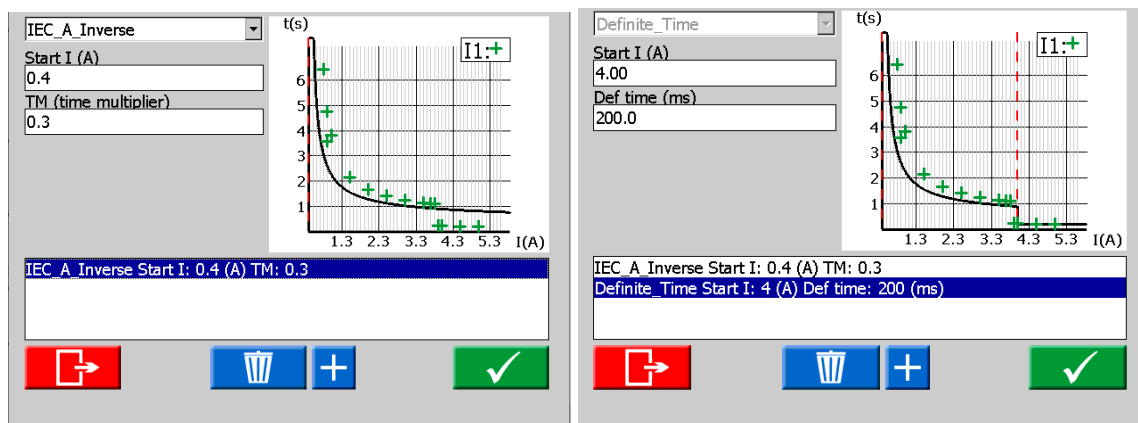 IEC_A_Inverse
Start I (A)
0.4
TM (time multiplier)
0.3
t(s)
I1:+
6
5
4
3
2
1
1.3 2.3 3.3 4.3 5.3 I(A)
IEC_A_Inverse Start I: 0.4 (A) TM: 0.3
Definite_Time
Start I (A)
4.00
Def time (ms)
200.0
t(s)
I1:+
6
5
4
3
2
1
1.3 2.3 3.3 4.3 5.3 I(A)
IEC_A_Inverse Start I: 0.4 (A) TM: 0.3
Definite_Time Start I: 4 (A) Def time: 200 (ms)